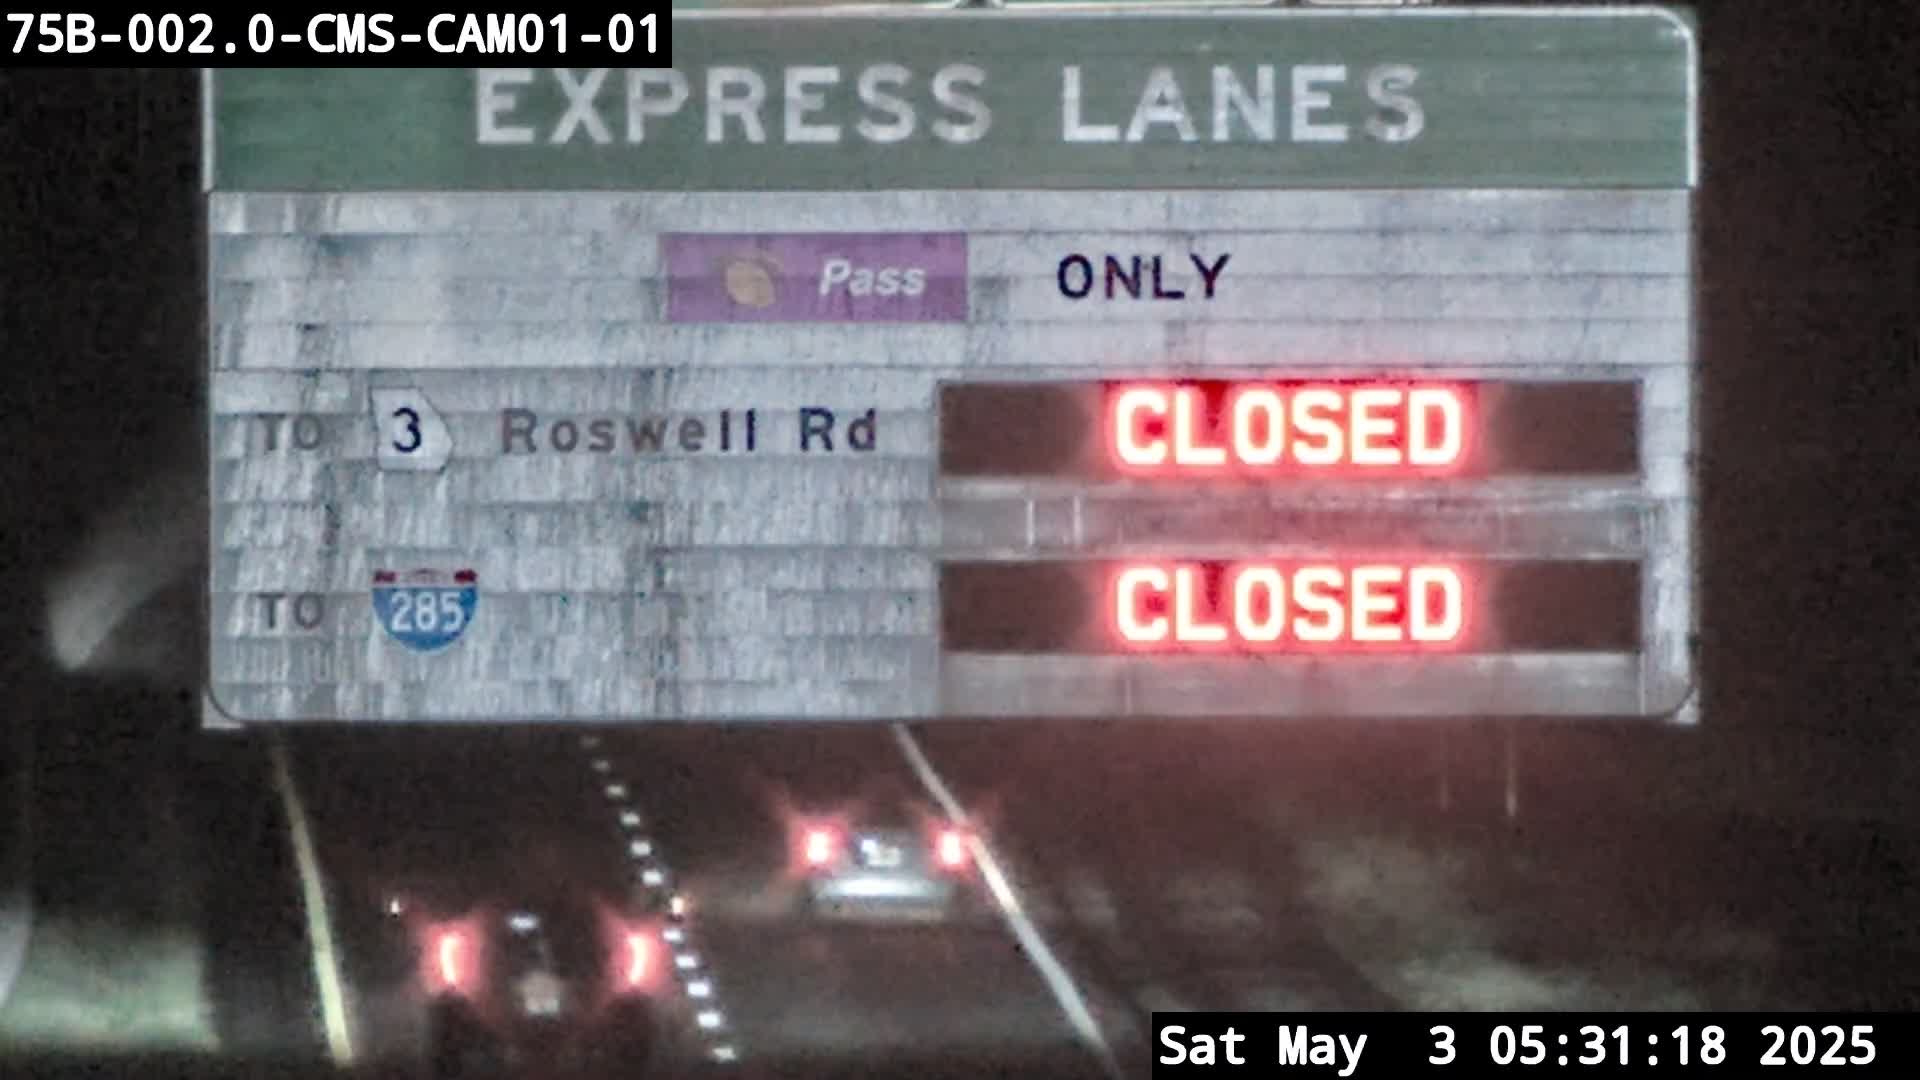 75B-002.0-CMS-CAM01-01
EXPRESS LANES
Pass ONLY
TO 3 Roswell Rd CLOSED
TO 285 CLOSED
Sat May 3 05:31:18 2025